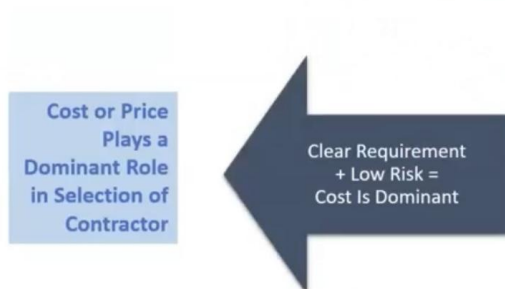 Cost or Price
Plays a
Dominant Role
in Selection of
Contractor
Clear Requirement
+ Low Risk =
Cost Is Dominant